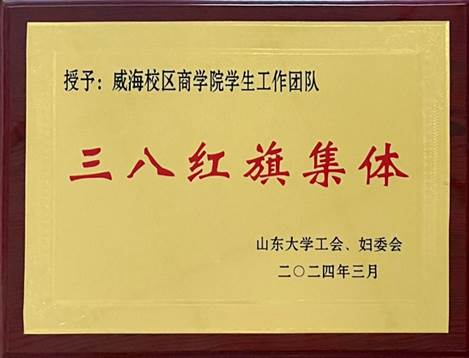 授予：威海校区商学院学生工作团队
三八红旗集体
山东大学工会、妇委会
二〇二四年三月